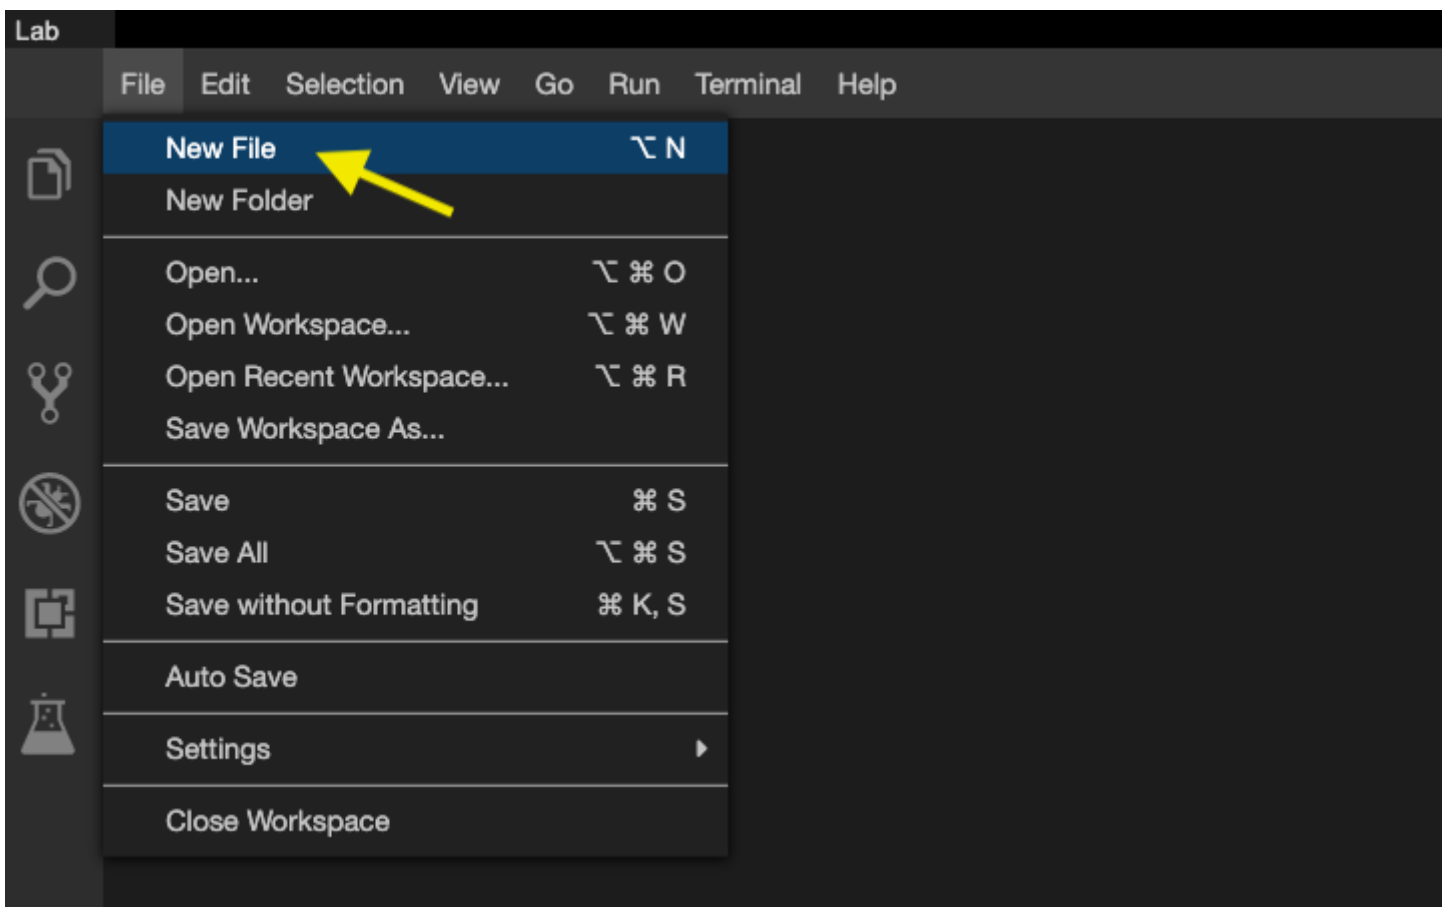 Lab
File Edit Selection View Go Run Terminal Help
New File ⌥ N
New Folder
Open... ⌥ ⌘ O
Open Workspace... ⌥ ⌘ W
Open Recent Workspace... ⌥ ⌘ R
Save Workspace As...
Save ⌘ S
Save All ⌥ ⌘ S
Save without Formatting ⌘ K, S
Auto Save
Settings
Close Workspace